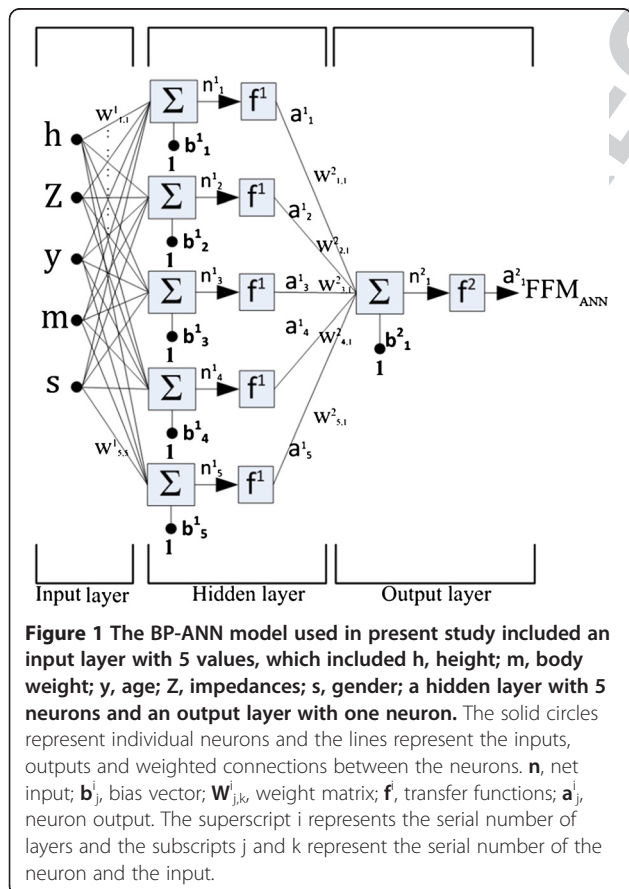 h
Z
y
m
s
W¹₁,₁
W¹₅,₅
Σ
n¹₁
f¹
a¹₁
b¹₁
1
Σ
n¹₂
f¹
a¹₂
b¹₂
1
Σ
n¹₃
f¹
a¹₃
b¹₃
1
Σ
n¹₄
f¹
a¹₄
b¹₄
1
Σ
n¹₅
f¹
a¹₅
b¹₅
1
W²₁,₁
W²₂,₁
W²₃,₁
W²₄,₁
W²₅,₁
Σ
n²₁
f²
a²₁
FFM_ANN
b²₁
1
Input layer
Hidden layer
Output layer
Figure 1 The BP-ANN model used in present study included an
input layer with 5 values, which included h, height; m, body
weight; y, age; Z, impedances; s, gender; a hidden layer with 5
neurons and an output layer with one neuron. The solid circles
represent individual neurons and the lines represent the inputs,
outputs and weighted connections between the neurons. n, net
input; bⁱⱼ, bias vector; Wⁱⱼ,ₖ, weight matrix; fⁱ, transfer functions; aⁱⱼ,
neuron output. The superscript i represents the serial number of
layers and the subscripts j and k represent the serial number of the
neuron and the input.